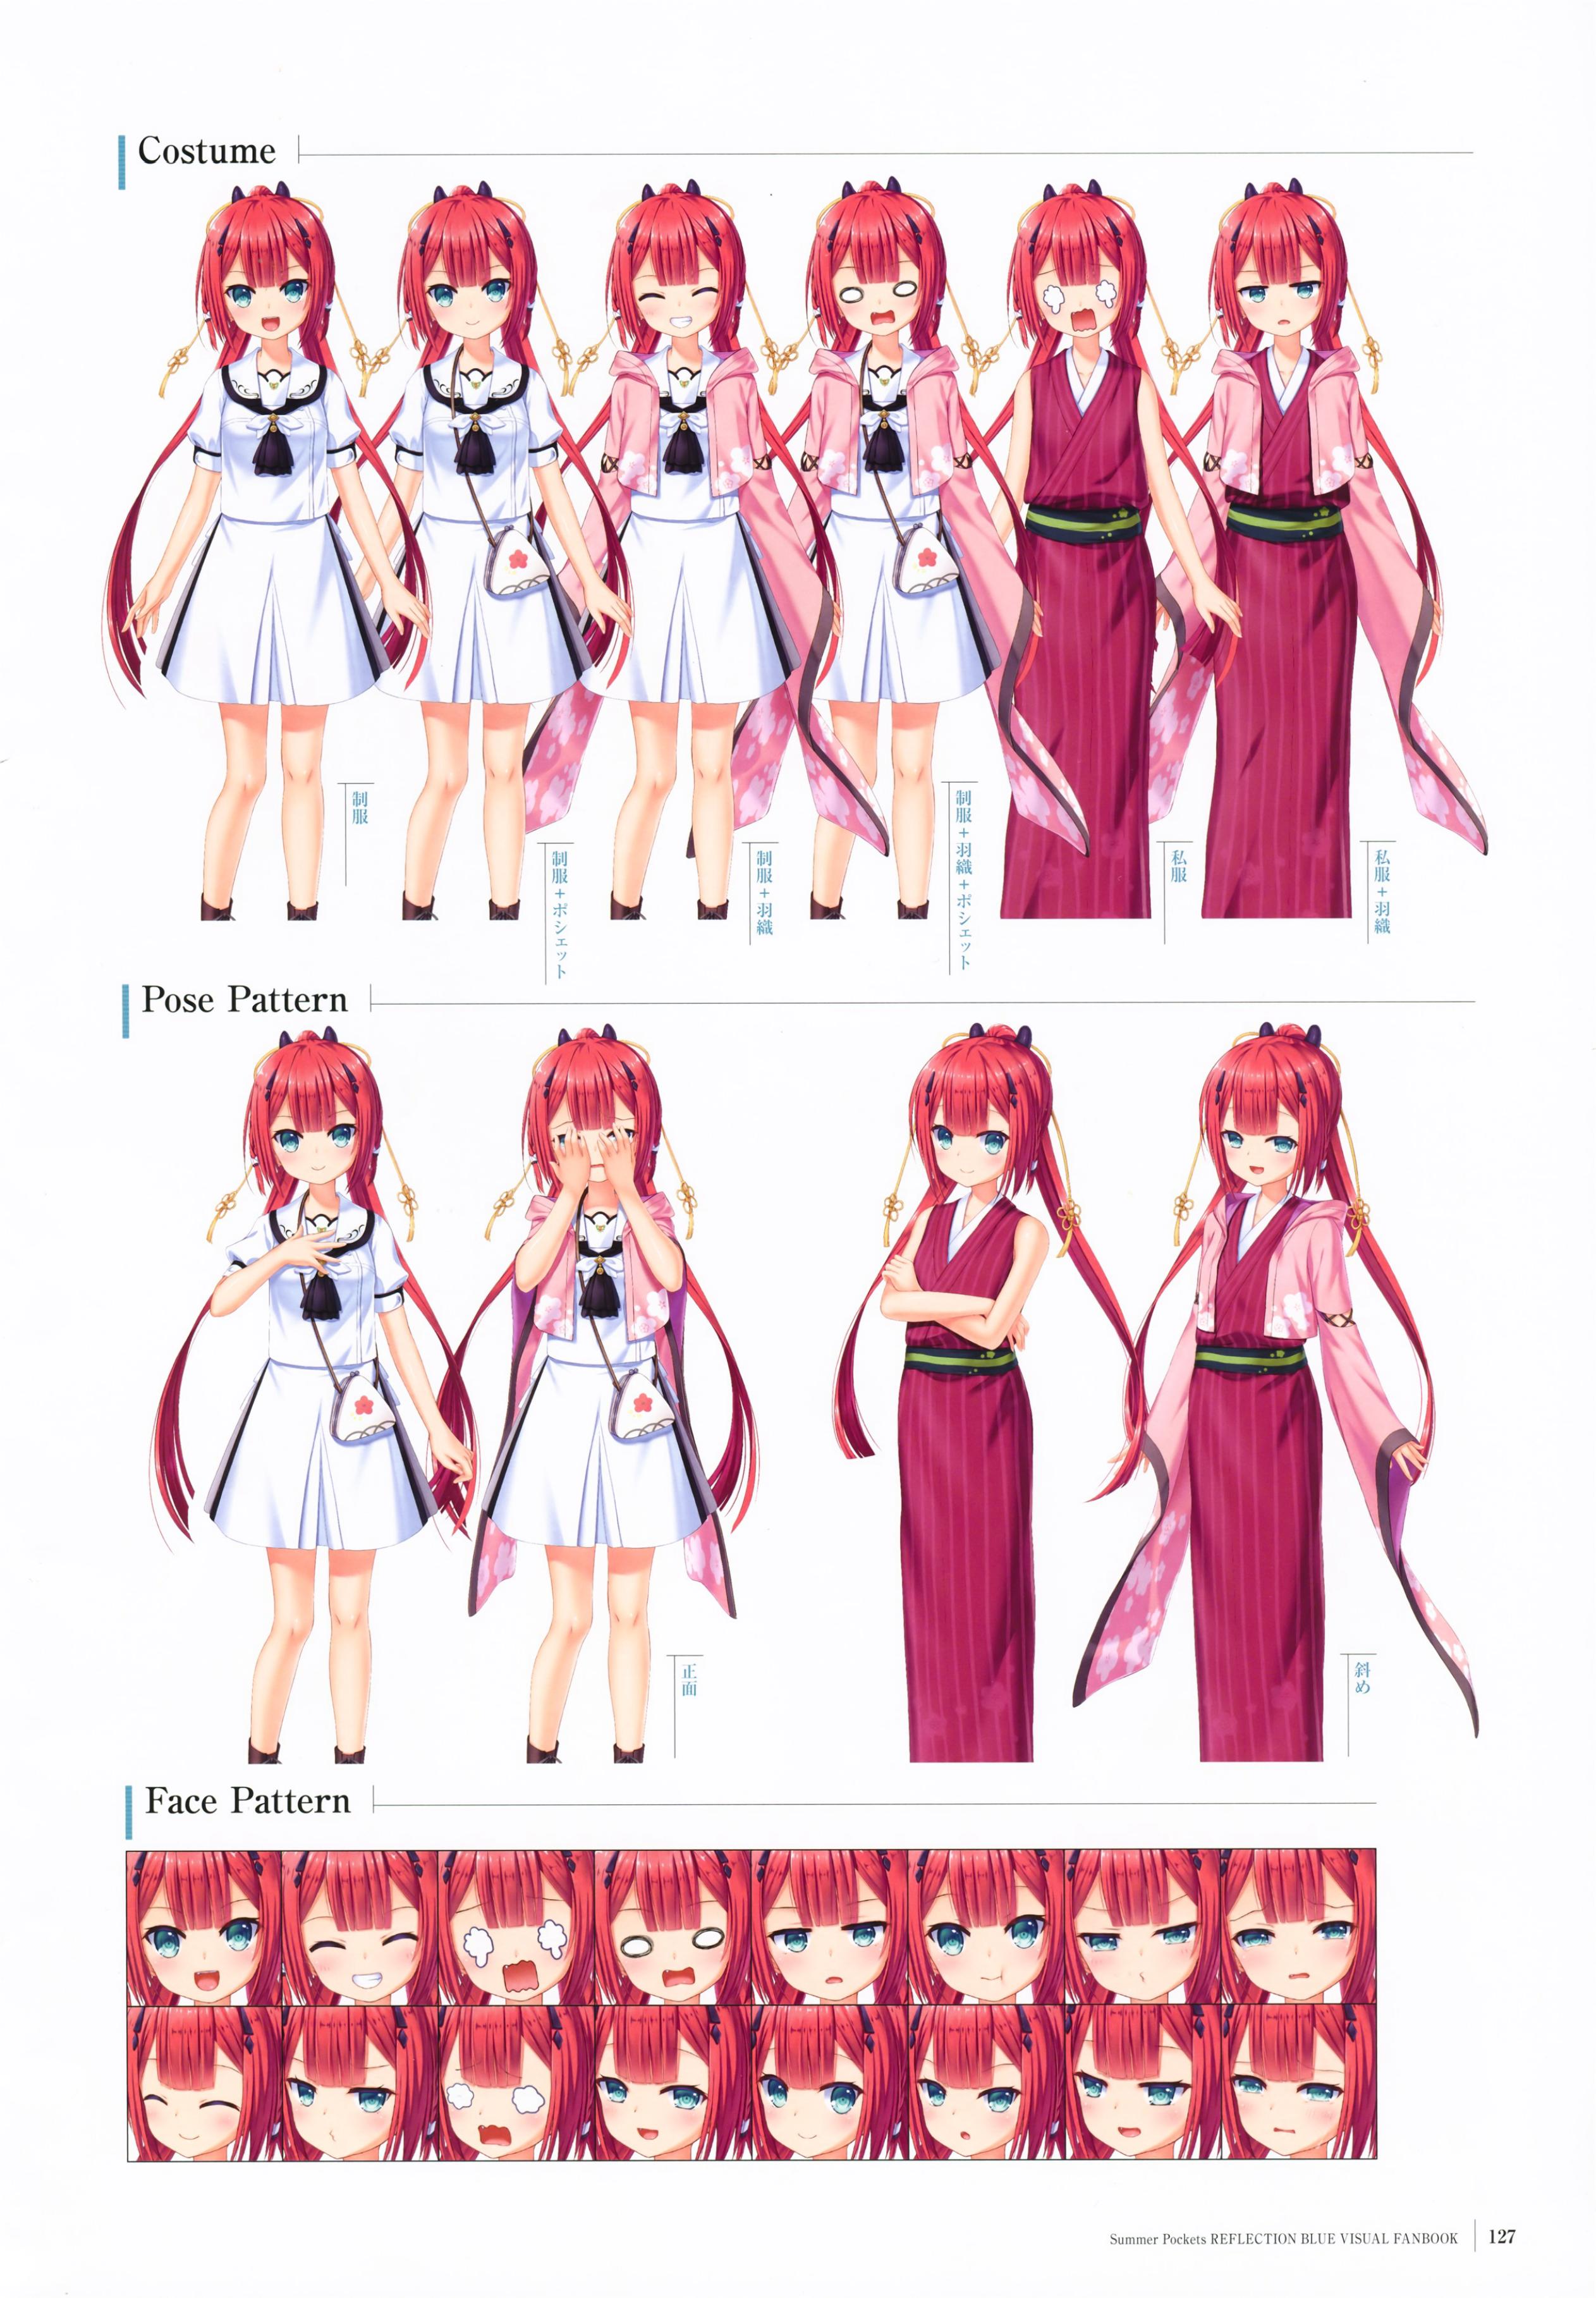 Costume
制服
制服+ポシェット
制服+羽織
制服+羽織+ポシェット
私服
私服+羽織
Pose Pattern
正面
斜め
Face Pattern
Summer Pockets REFLECTION BLUE VISUAL FANBOOK
127